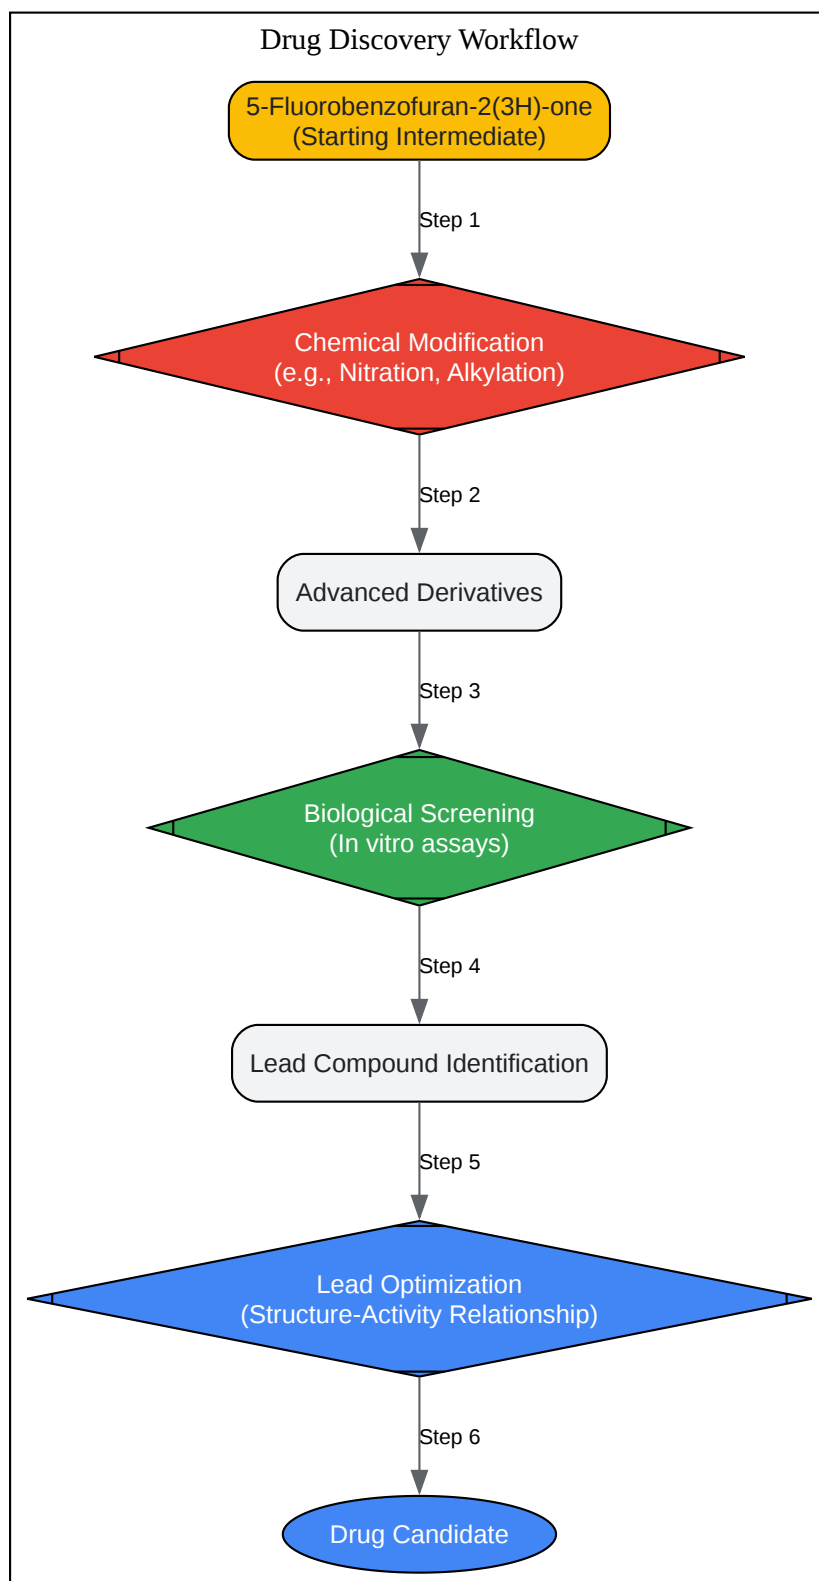 Drug Discovery Workflow
5-Fluorobenzofuran-2(3H)-one
(Starting Intermediate)
Step 1
Chemical Modification
(e.g., Nitration, Alkylation)
Step 2
Advanced Derivatives
Step 3
Biological Screening
(In vitro assays)
Step 4
Lead Compound Identification
Step 5
Lead Optimization
(Structure-Activity Relationship)
Step 6
Drug Candidate